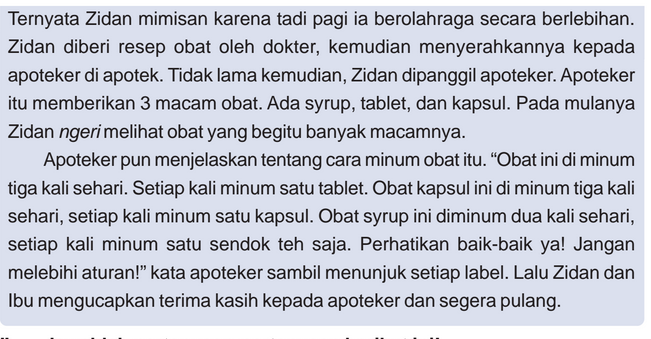 Ternyata Zidan mimisan karena tadi pagi ia berolahraga secara berlebihan.
Zidan diberi resep obat oleh dokter, kemudian menyerahkannya kepada
apoteker di apotek. Tidak lama kemudian, Zidan dipanggil apoteker. Apoteker
itu memberikan 3 macam obat. Ada syrup, tablet, dan kapsul. Pada mulanya
Zidan ngeri melihat obat yang begitu banyak macamnya.
Apoteker pun menjelaskan tentang cara minum obat itu. “Obat ini di minum
tiga kali sehari. Setiap kali minum satu tablet. Obat kapsul ini di minum tiga kali
sehari, setiap kali minum satu kapsul. Obat syrup ini diminum dua kali sehari,
setiap kali minum satu sendok teh saja. Perhatikan baik-baik ya! Jangan
melebihi aturan!” kata apoteker sambil menunjuk setiap label. Lalu Zidan dan
Ibu mengucapkan terima kasih kepada apoteker dan segera pulang.